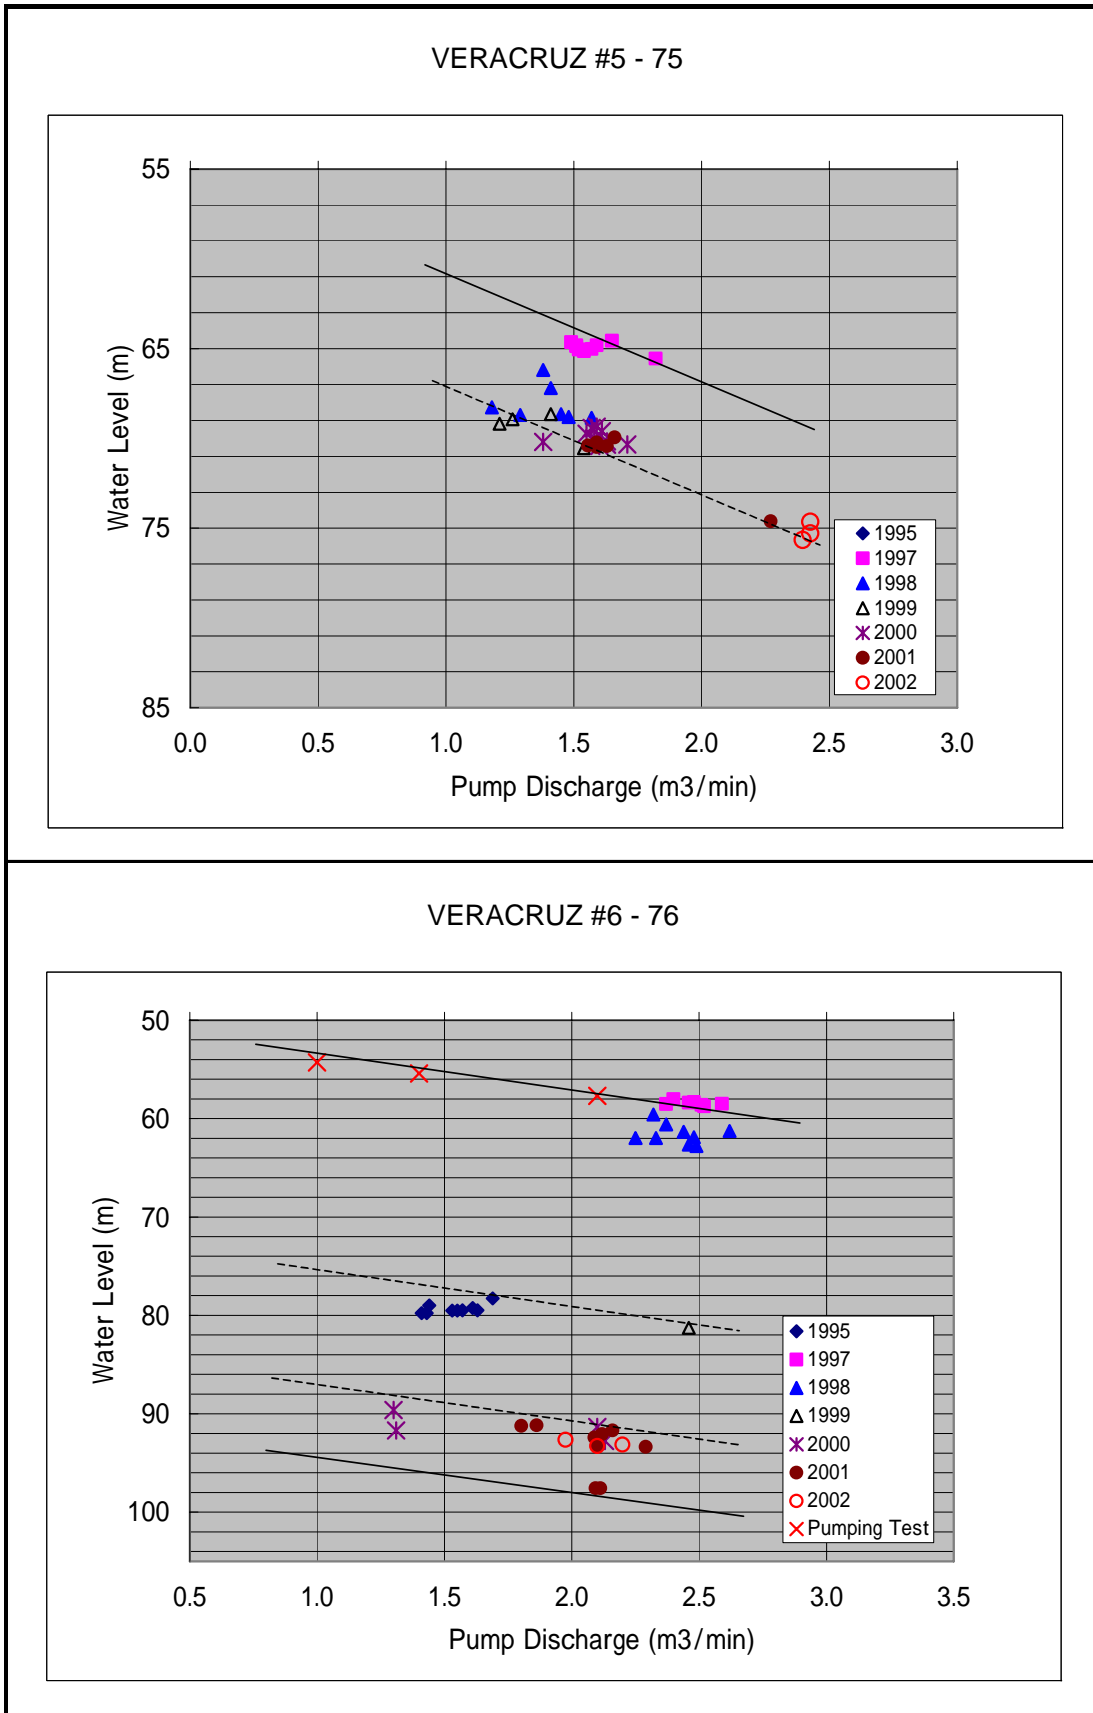 VERACRUZ #5 - 75
55
65
75
85
Water Level (m)
1995
1997
1998
1999
2000
2001
2002
0.0 0.5 1.0 1.5 2.0 2.5 3.0
Pump Discharge (m3/min)
VERACRUZ #6 - 76
50
60
70
80
90
100
Water Level (m)
1995
1997
1998
1999
2000
2001
2002
Pumping Test
0.5 1.0 1.5 2.0 2.5 3.0 3.5
Pump Discharge (m3/min)